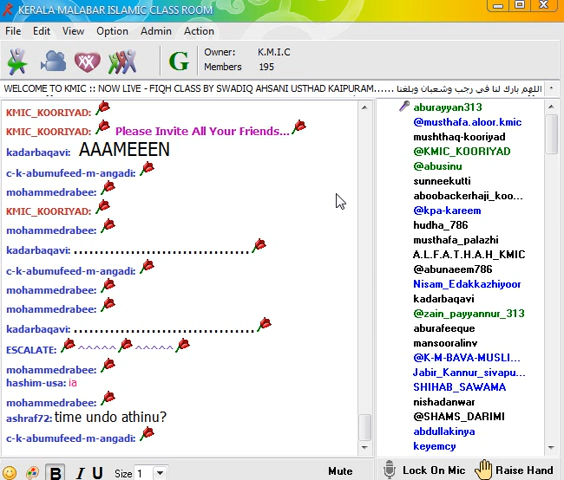 KERALA MALABAR ISLAMIC CLASS ROOM
File Edit View Option Admin Action
G
Owner: K.M.I.C
Members 195
WELCOME TO KMIC :: NOW LIVE - FIQH CLASS BY SWADIQ AHSANI USTHAD KAIPURAM...... اللهم بارك لنا في رجب وشعبان وبلغنا
KMIC_KOORIYAD:
KMIC_KOORIYAD: Please Invite All Your Friends...
kadarbaqavi: AAAMEEEN
c-k-abumufeed-m-angadi:
mohammedrabee:
KMIC_KOORIYAD:
mohammedrabee:
kadarbaqavi: ..................................
c-k-abumufeed-m-angadi:
mohammedrabee:
mohammedrabee:
kadarbaqavi: ...................................
ESCALATE: ^^^^^ ^^^^^
mohammedrabee:
hashim-usa: ia
mohammedrabee:
ashraf72: time undo athinu?
c-k-abumufeed-m-angadi:
aburayyan313
@musthafa.aloor.kmic
mushthaq-kooriyad
@KMIC_KOORIYAD
@abusinu
sunneekutti
aboobackerhaji_koo...
@kpa-kareem
hudha_786
musthafa_palazhi
A.L.F.A.T.H.A.H_KMIC
@abunaeem786
Nisam_Edakkazhiyoor
kadarbaqavi
@zain_payyannur_313
aburafeeque
mansooralinv
@K-M-BAVA-MUSLI...
Jabir_Kannur_sivapu...
SHIHAB_SAWAMA
nishadanwar
@SHAMS_DARIMI
abdullakinya
keyemcy
B I U Size 1 Mute Lock On Mic Raise Hand